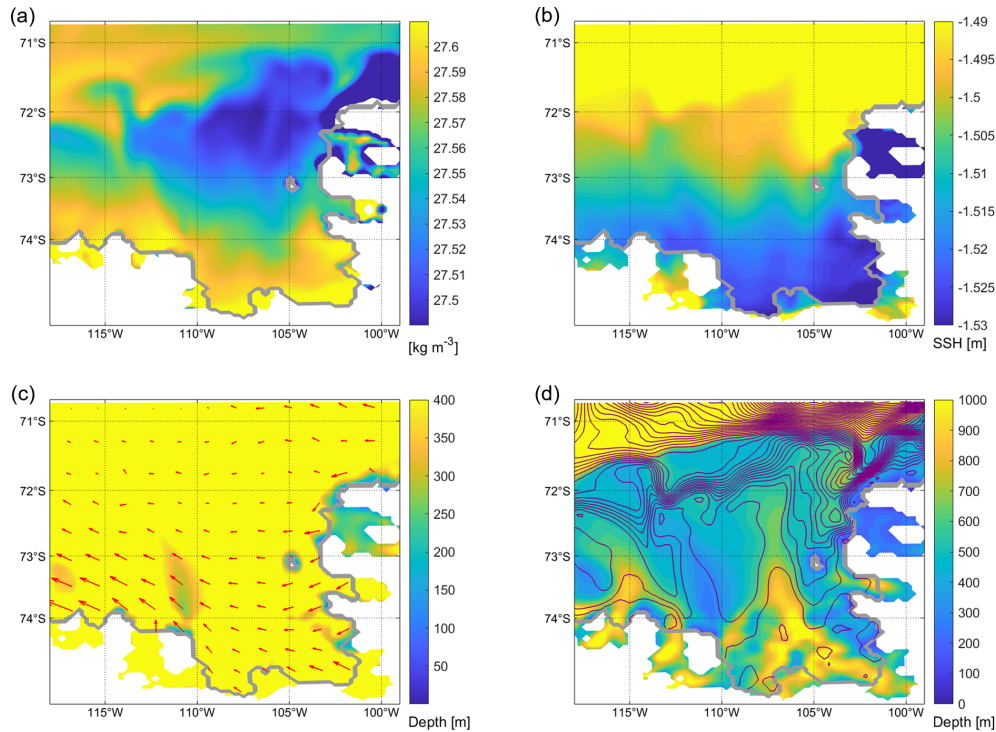 (a)
71°S
72°S
73°S
74°S
115°W
110°W
105°W
100°W
27.6
27.59
27.58
27.57
27.56
27.55
27.54
27.53
27.52
27.51
27.5
[kg m⁻³]
(b)
71°S
72°S
73°S
74°S
115°W
110°W
105°W
100°W
-1.49
-1.495
-1.5
-1.505
-1.51
-1.515
-1.52
-1.525
-1.53
SSH [m]
(c)
71°S
72°S
73°S
74°S
115°W
110°W
105°W
100°W
400
350
300
250
200
150
100
50
Depth [m]
(d)
71°S
72°S
73°S
74°S
115°W
110°W
105°W
100°W
1000
900
800
700
600
500
400
300
200
100
0
Depth [m]